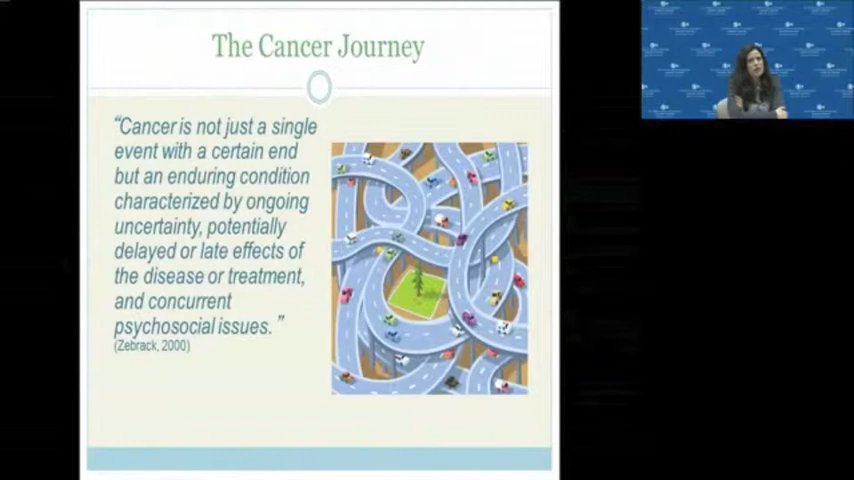 The Cancer Journey
“Cancer is not just a single
event with a certain end
but an enduring condition
characterized by ongoing
uncertainty, potentially
delayed or late effects of
the disease or treatment,
and concurrent
psychosocial issues. ”
(Zebrack, 2000)